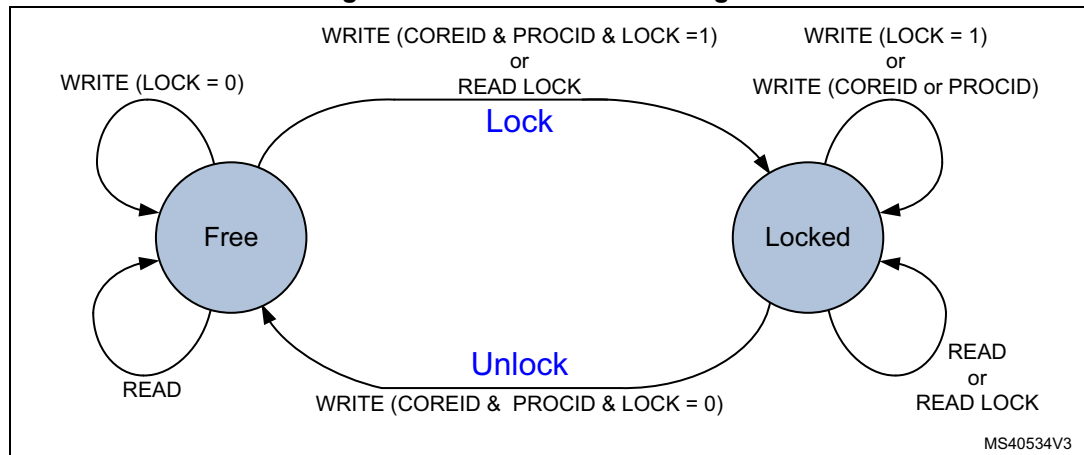 WRITE (COREID & PROCID & LOCK =1)
or
READ LOCK
Lock
WRITE (LOCK = 1)
or
WRITE (COREID or PROCID)
WRITE (LOCK = 0)
Free
Locked
READ
Unlock
WRITE (COREID & PROCID & LOCK = 0)
READ
or
READ LOCK
MS40534V3